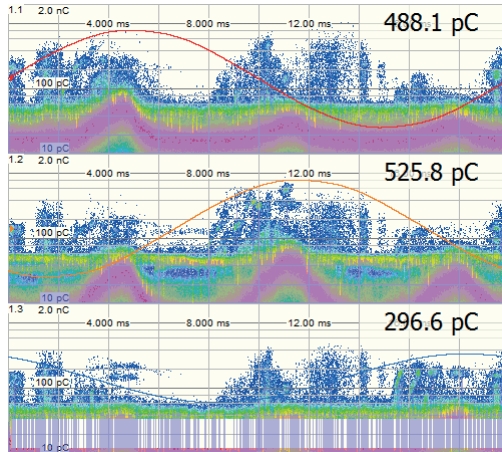 1.1 2.0 nC
4.000 ms 8.000 ms 12.00 ms 488.1 pC
100 pC
10 pC
1.2 2.0 nC
4.000 ms 8.000 ms 12.00 ms 525.8 pC
100 pC
10 pC
1.3 2.0 nC
4.000 ms 8.000 ms 12.00 ms 296.6 pC
100 pC
10 pC